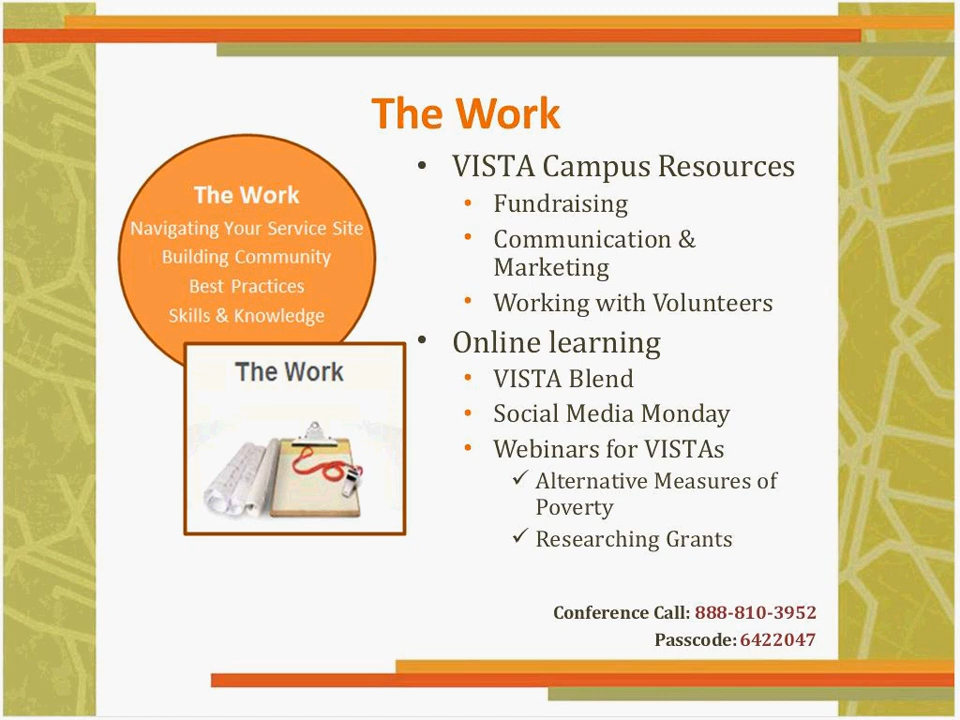 The Work
The Work
Navigating Your Service Site
Building Community
Best Practices
Skills & Knowledge
The Work
• VISTA Campus Resources
• Fundraising
• Communication &
Marketing
• Working with Volunteers
• Online learning
• VISTA Blend
• Social Media Monday
• Webinars for VISTAs
✓ Alternative Measures of
Poverty
✓ Researching Grants
Conference Call: 888-810-3952
Passcode: 6422047